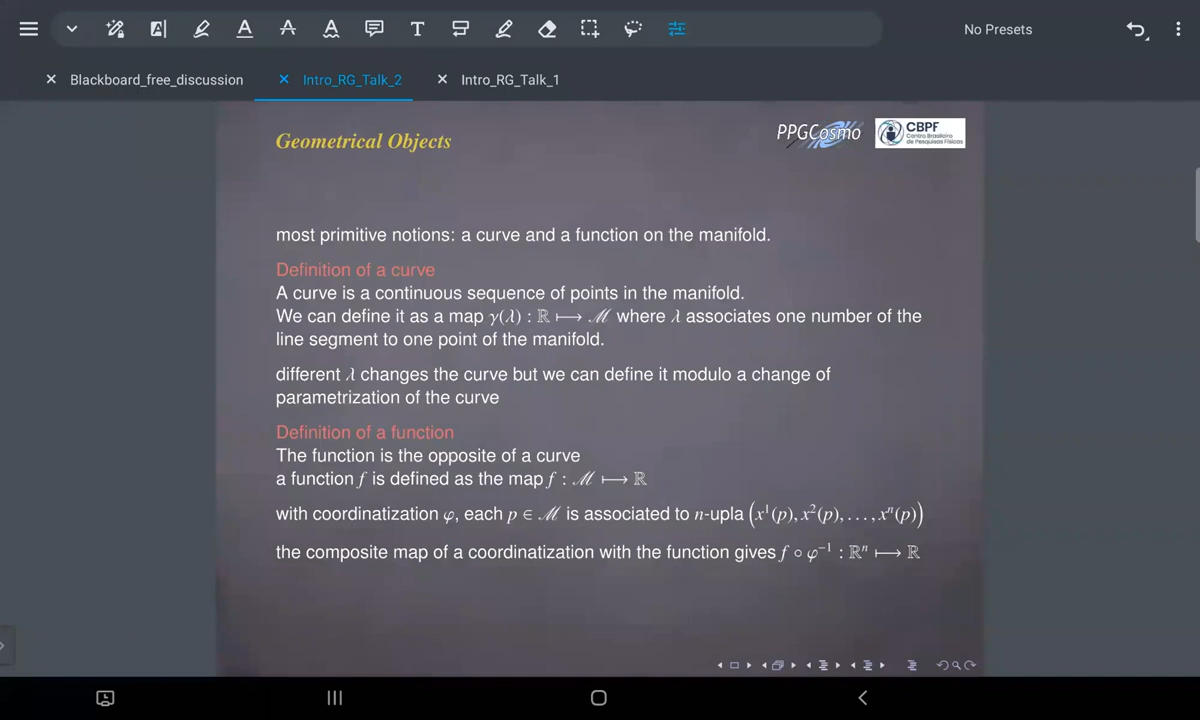 No Presets
Blackboard_free_discussion
Intro_RG_Talk_2
Intro_RG_Talk_1
Geometrical Objects
PPGCosmo
CBPF
Centro Brasileiro
de Pesquisas Físicas
most primitive notions: a curve and a function on the manifold.
Definition of a curve
A curve is a continuous sequence of points in the manifold.
We can define it as a map γ(λ) : ℝ ⟼ ℳ where λ associates one number of the
line segment to one point of the manifold.
different λ changes the curve but we can define it modulo a change of
parametrization of the curve
Definition of a function
The function is the opposite of a curve
a function f is defined as the map f : ℳ ⟼ ℝ
with coordinatization φ, each p ∈ ℳ is associated to n-upla (x¹(p), x²(p), . . . , xⁿ(p))
the composite map of a coordinatization with the function gives f ∘ φ⁻¹ : ℝⁿ ⟼ ℝ